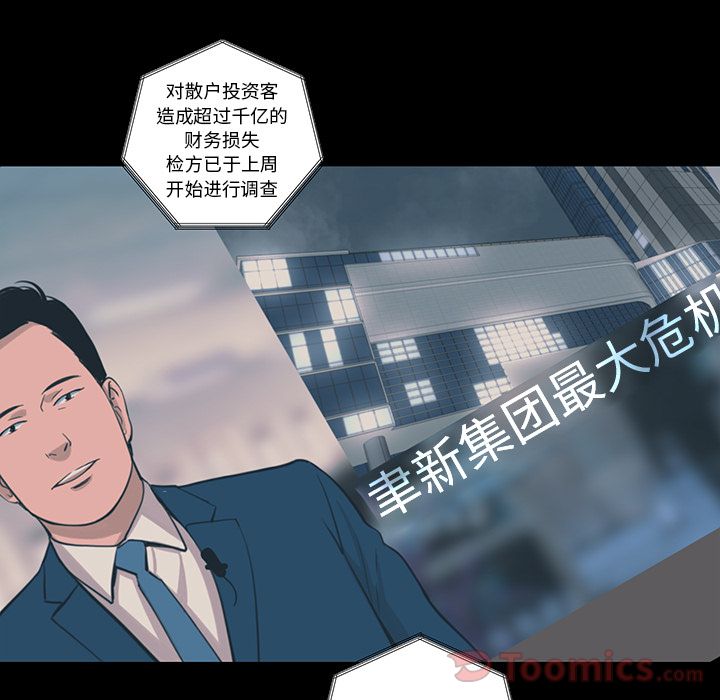 对散户投资客
造成超过千亿的
财务损失
检方已于上周
开始进行调查
聿新集团最大危机
Toomics.com